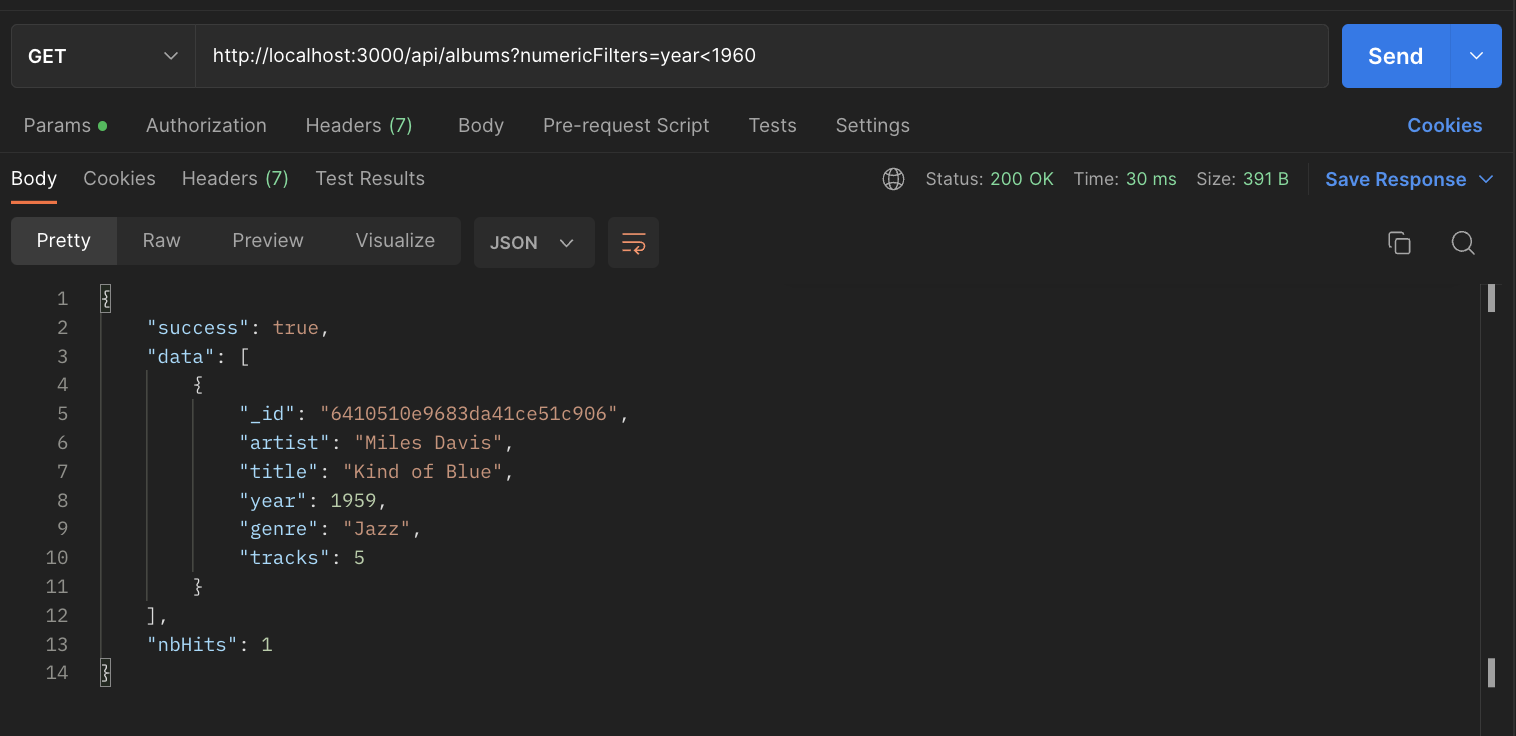 GET http://localhost:3000/api/albums?numericFilters=year<1960 Send
Params Authorization Headers (7) Body Pre-request Script Tests Settings Cookies
Body Cookies Headers (7) Test Results Status: 200 OK Time: 30 ms Size: 391 B Save Response
Pretty Raw Preview Visualize JSON
1 {
2 "success": true,
3 "data": [
4 {
5 "_id": "6410510e9683da41ce51c906",
6 "artist": "Miles Davis",
7 "title": "Kind of Blue",
8 "year": 1959,
9 "genre": "Jazz",
10 "tracks": 5
11 }
12 ],
13 "nbHits": 1
14 }